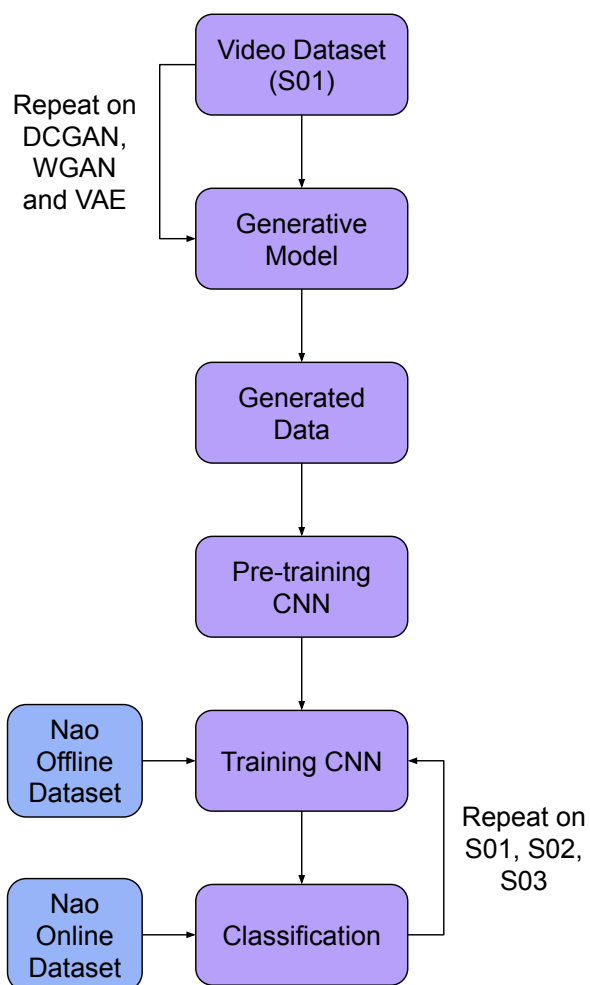 Video Dataset
(S01)
Repeat on
DCGAN,
WGAN
and VAE
Generative
Model
Generated
Data
Pre-training
CNN
Nao
Offline
Dataset
Training CNN
Repeat on
S01, S02,
S03
Nao
Online
Dataset
Classification